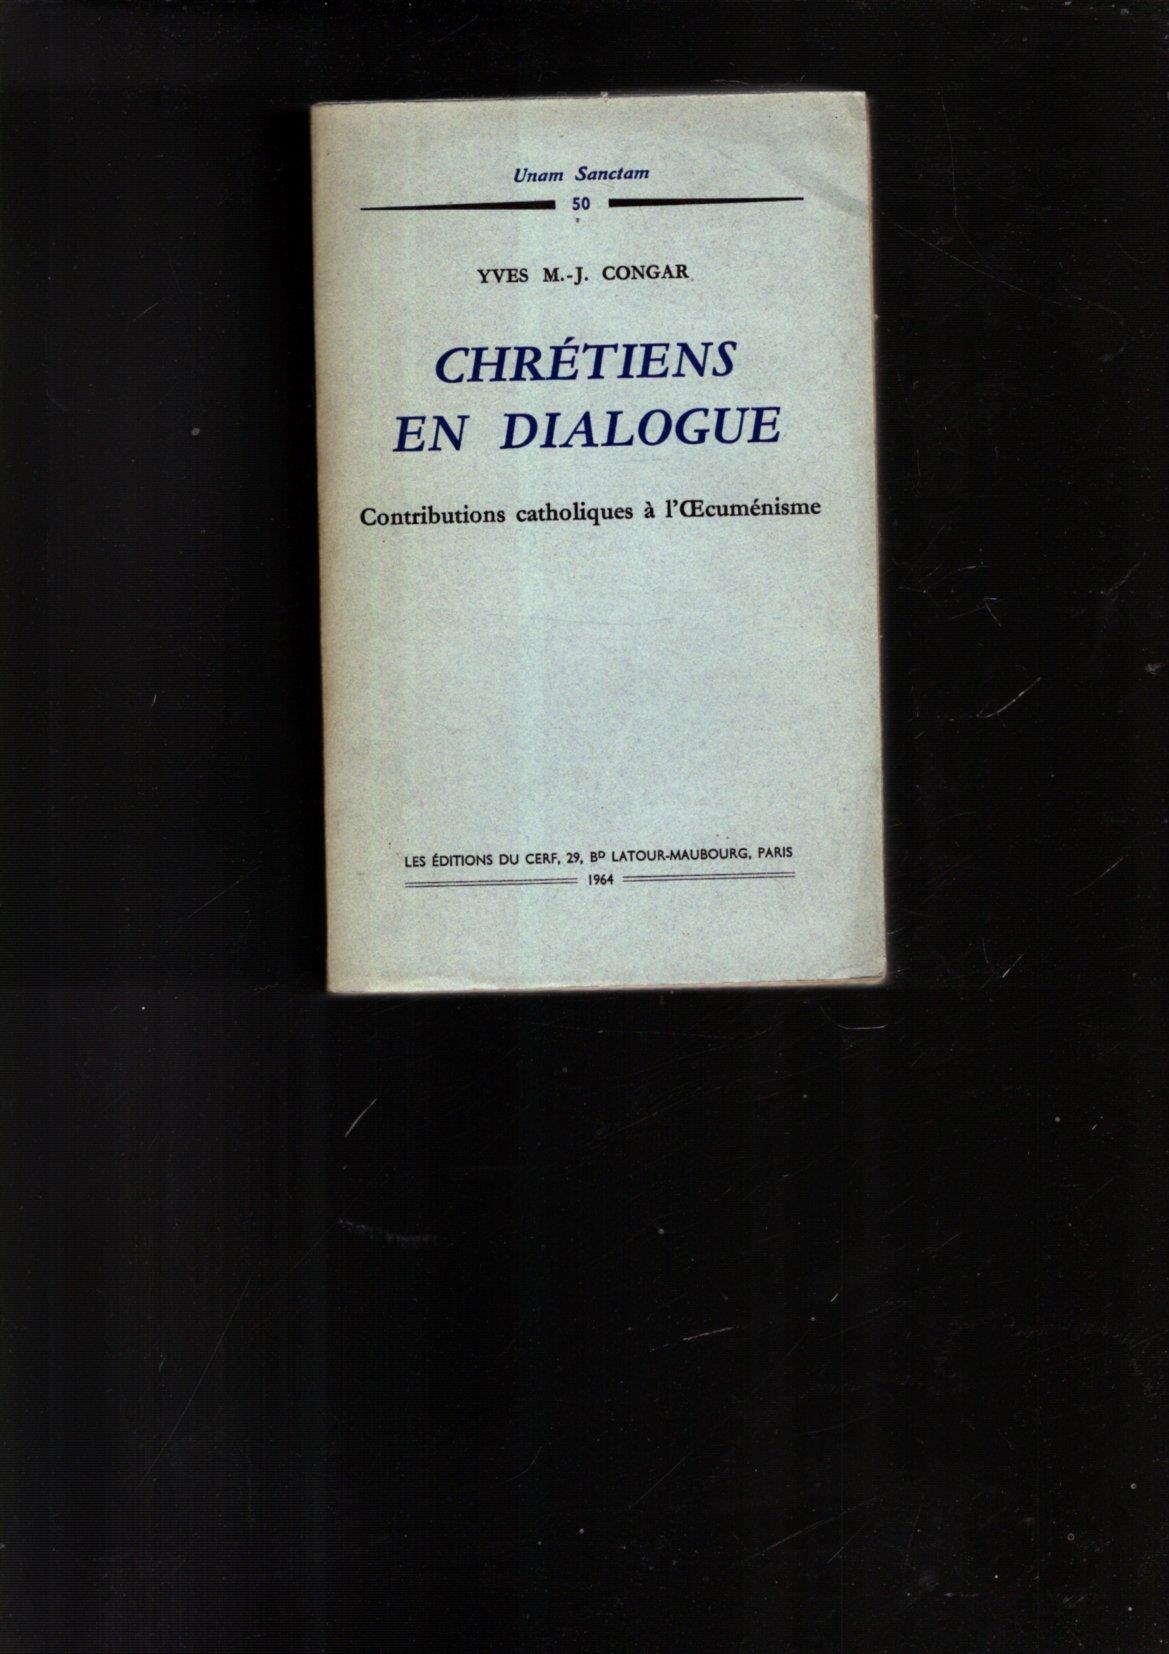 Unam Sanctam
50
YVES M.-J. CONGAR
CHRÉTIENS
EN DIALOGUE
Contributions catholiques à l'Œcuménisme
LES ÉDITIONS DU CERF, 29, Bᴰ LATOUR-MAUBOURG, PARIS
1964